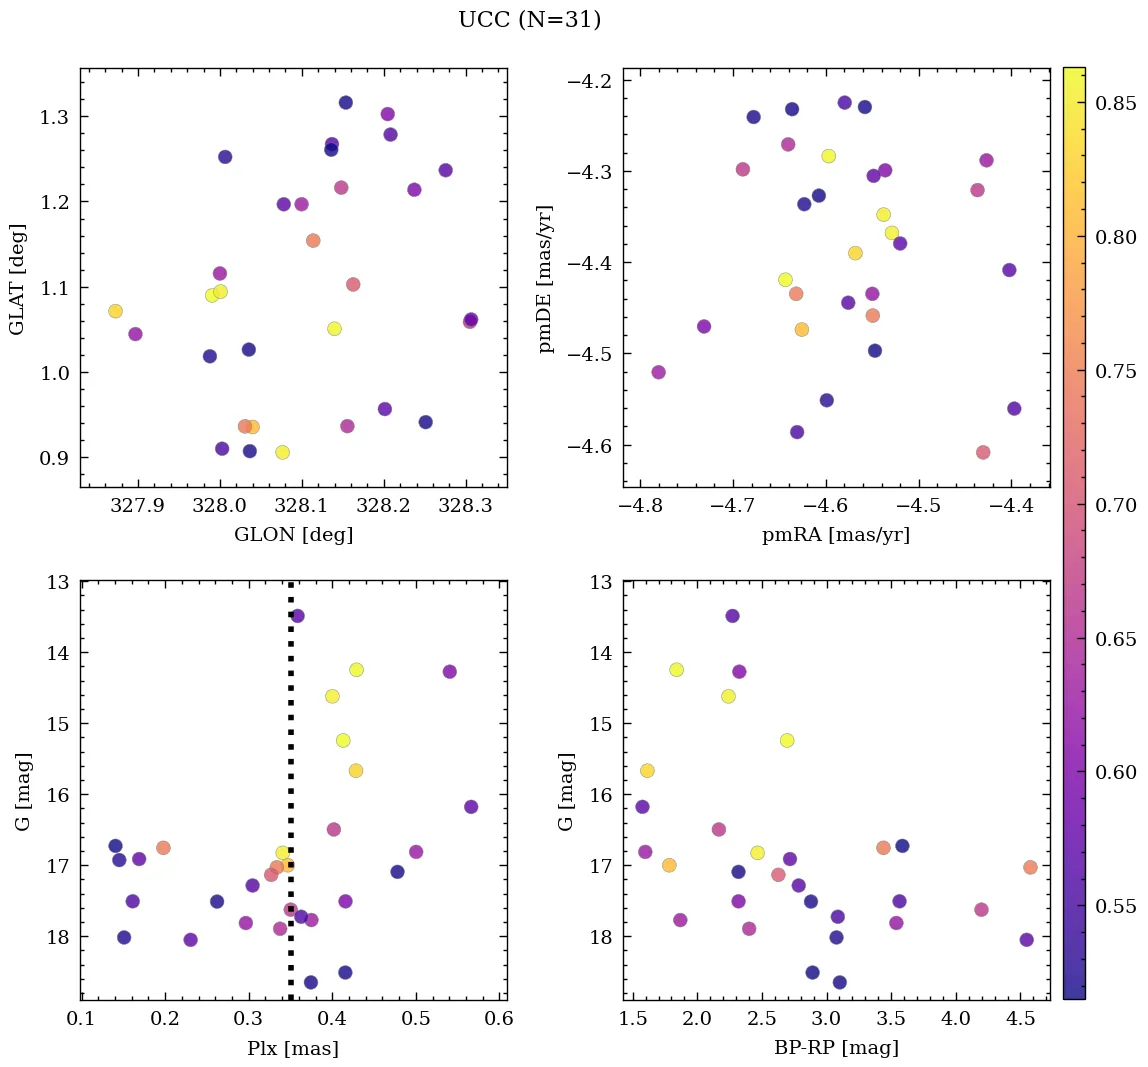 UCC (N=31)
1.3
1.2
1.1
1.0
0.9
GLAT [deg]
327.9 328.0 328.1 328.2 328.3
GLON [deg]
−4.2
−4.3
−4.4
−4.5
−4.6
pmDE [mas/yr]
−4.8 −4.7 −4.6 −4.5 −4.4
pmRA [mas/yr]
0.85
0.80
0.75
0.70
0.65
0.60
0.55
13
14
15
16
17
18
G [mag]
0.1 0.2 0.3 0.4 0.5 0.6
Plx [mas]
13
14
15
16
17
18
G [mag]
1.5 2.0 2.5 3.0 3.5 4.0 4.5
BP-RP [mag]